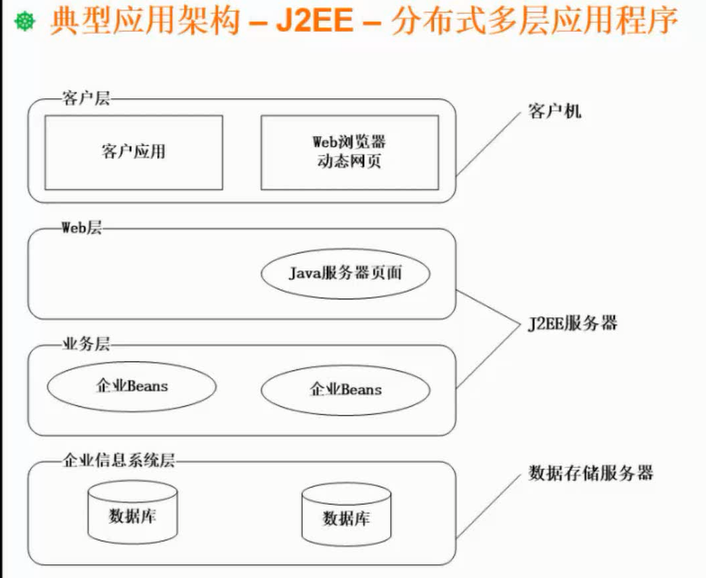 典型应用架构 – J2EE – 分布式多层应用程序
客户层
客户机
客户应用
Web浏览器
动态网页
Web层
Java服务器页面
J2EE服务器
业务层
企业Beans
企业Beans
企业信息系统层
数据存储服务器
数据库
数据库